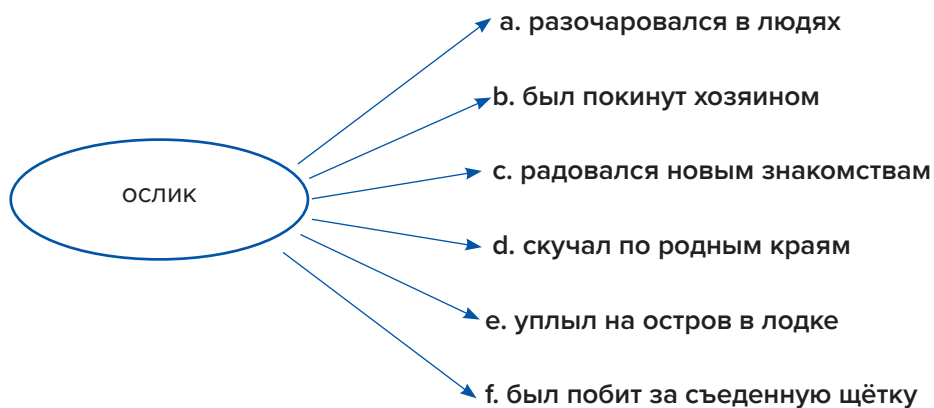 a. разочаровался в людях
b. был покинут хозяином
c. радовался новым знакомствам
ослик
d. скучал по родным краям
e. уплыл на остров в лодке
f. был побит за съеденную щётку